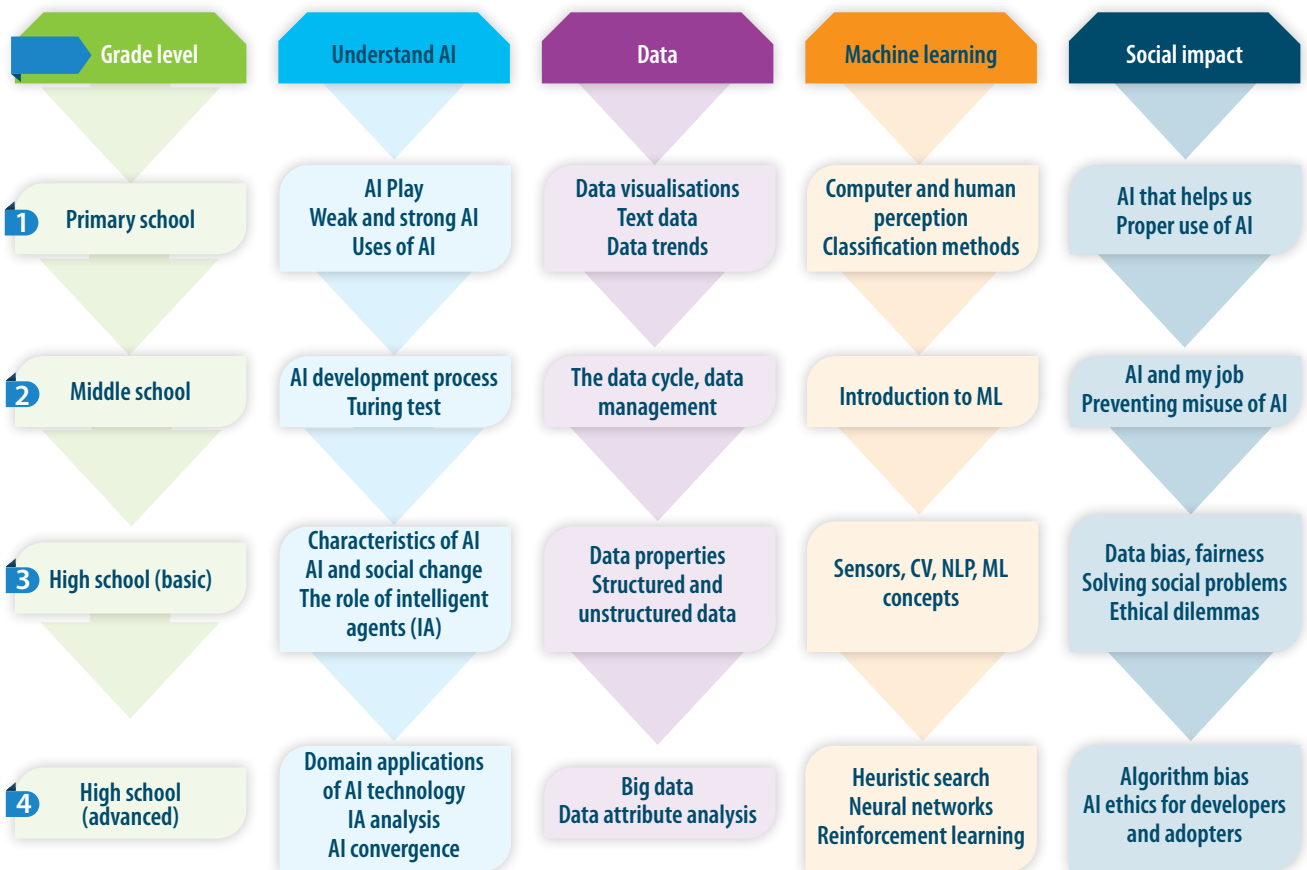 Grade level
Understand AI
Data
Machine learning
Social impact
1
Primary school
AI Play
Weak and strong AI
Uses of AI
Data visualisations
Text data
Data trends
Computer and human
perception
Classification methods
AI that helps us
Proper use of AI
2
Middle school
AI development process
Turing test
The data cycle, data
management
Introduction to ML
AI and my job
Preventing misuse of AI
3
High school (basic)
Characteristics of AI
AI and social change
The role of intelligent
agents (IA)
Data properties
Structured and
unstructured data
Sensors, CV, NLP, ML
concepts
Data bias, fairness
Solving social problems
Ethical dilemmas
4
High school
(advanced)
Domain applications
of AI technology
IA analysis
AI convergence
Big data
Data attribute analysis
Heuristic search
Neural networks
Reinforcement learning
Algorithm bias
AI ethics for developers
and adopters